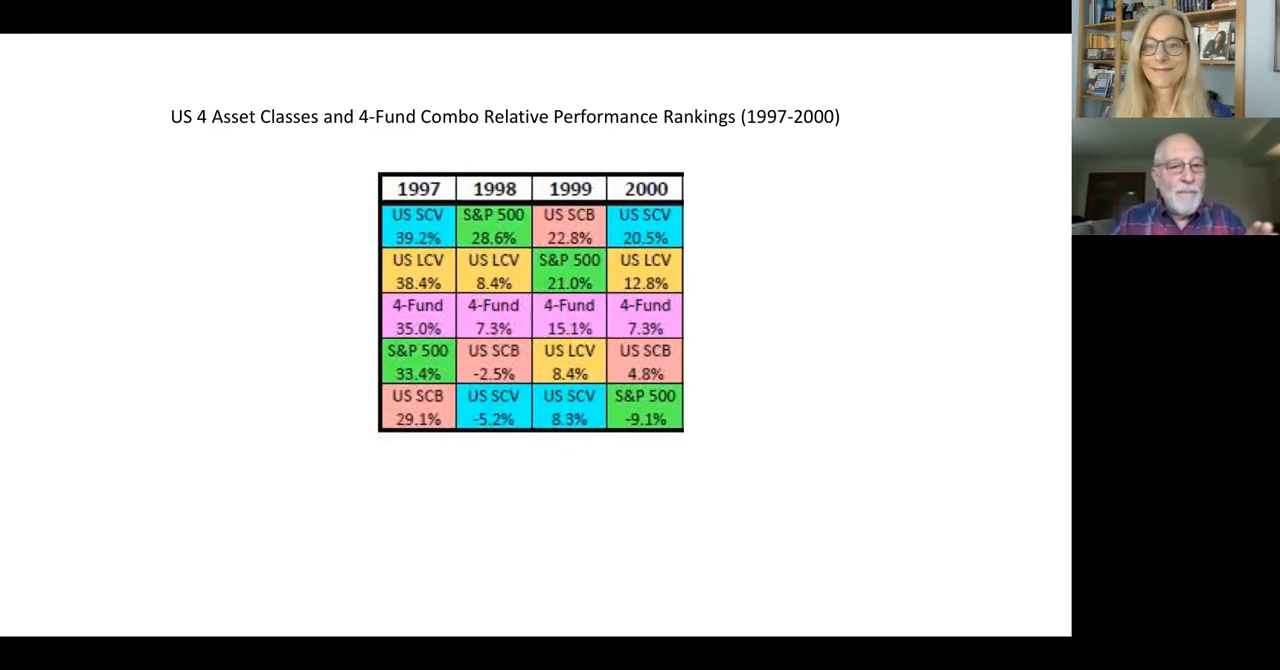 US 4 Asset Classes and 4-Fund Combo Relative Performance Rankings (1997-2000)
1997 1998 1999 2000
US SCV S&P 500 US SCB US SCV
39.2% 28.6% 22.8% 20.5%
US LCV US LCV S&P 500 US LCV
38.4% 8.4% 21.0% 12.8%
4-Fund 4-Fund 4-Fund 4-Fund
35.0% 7.3% 15.1% 7.3%
S&P 500 US SCB US LCV US SCB
33.4% -2.5% 8.4% 4.8%
US SCB US SCV US SCV S&P 500
29.1% -5.2% 8.3% -9.1%